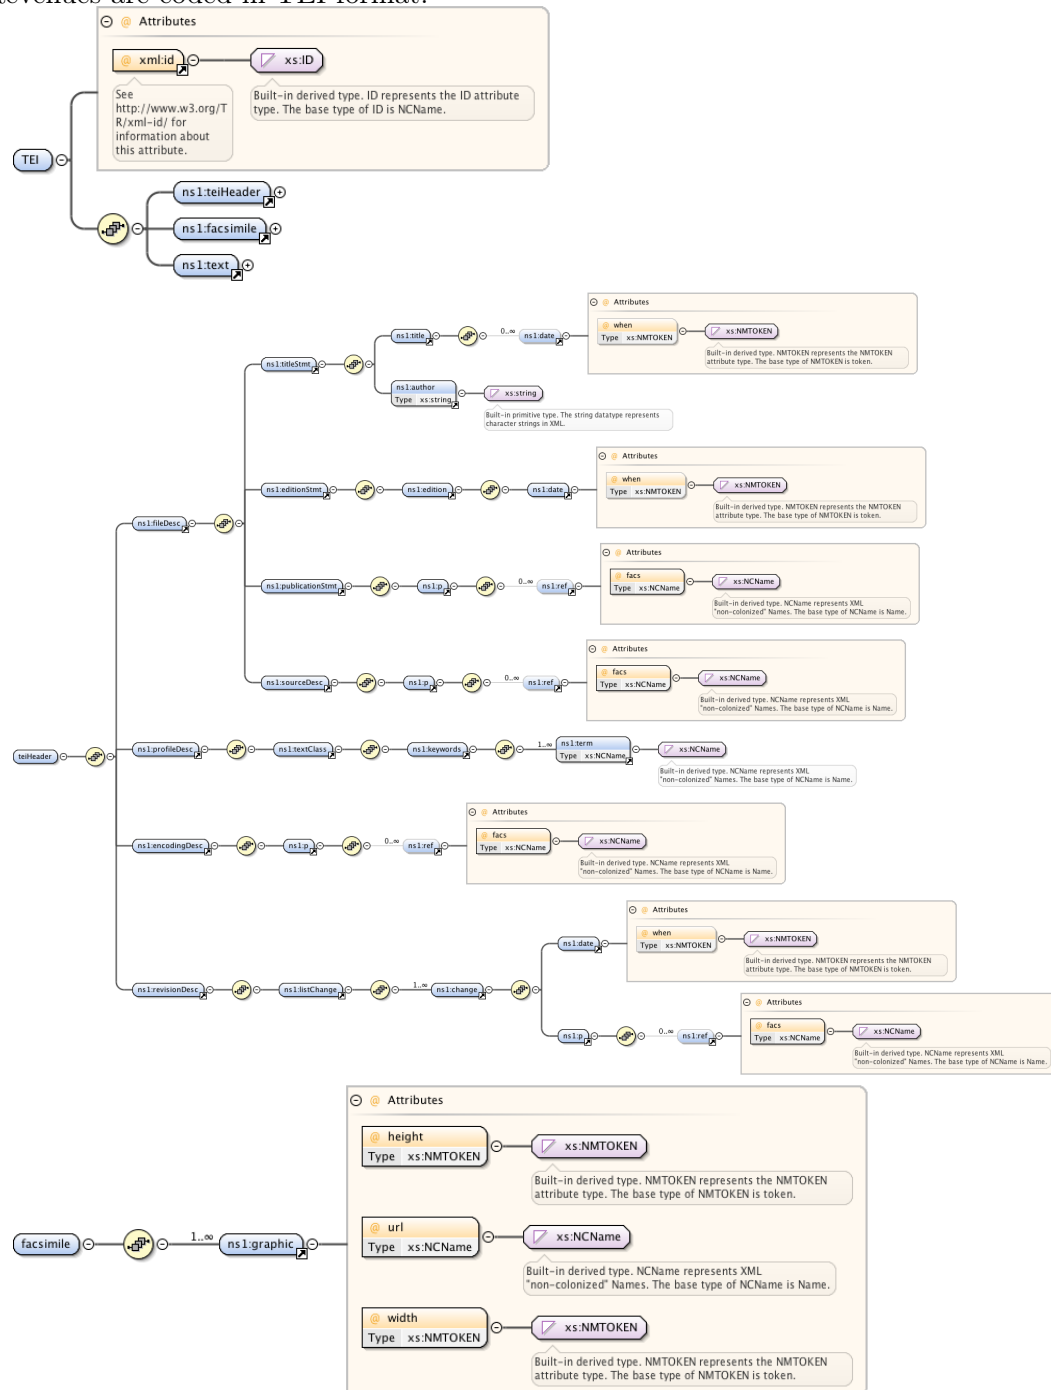 Revenues are coded in TEI format.
@ Attributes
@ xml:id
xs:ID
See
http://www.w3.org/T
R/xml-id/ for
information about
this attribute.
Built-in derived type. ID represents the ID attribute
type. The base type of ID is NCName.
TEI
ns1:teiHeader
ns1:facsimile
ns1:text
@ Attributes
@ when
Type xs:NMTOKEN
xs:NMTOKEN
Built-in derived type. NMTOKEN represents the NMTOKEN
attribute type. The base type of NMTOKEN is token.
ns1:titleStmt
ns1:title
0..∞
ns1:date
ns1:author
Type xs:string
xs:string
Built-in primitive type. The string datatype represents
character strings in XML.
@ Attributes
@ when
Type xs:NMTOKEN
xs:NMTOKEN
Built-in derived type. NMTOKEN represents the NMTOKEN
attribute type. The base type of NMTOKEN is token.
ns1:editionStmt
ns1:edition
ns1:date
ns1:fileDesc
@ Attributes
@ facs
Type xs:NCName
xs:NCName
Built-in derived type. NCName represents XML
"non-colonized" Names. The base type of NCName is Name.
ns1:publicationStmt
ns1:p
0..∞
ns1:ref
@ Attributes
@ facs
Type xs:NCName
xs:NCName
Built-in derived type. NCName represents XML
"non-colonized" Names. The base type of NCName is Name.
ns1:sourceDesc
ns1:p
0..∞
ns1:ref
teiHeader
ns1:profileDesc
ns1:textClass
ns1:keywords
1..∞
ns1:term
Type xs:NCName
xs:NCName
Built-in derived type. NCName represents XML
"non-colonized" Names. The base type of NCName is Name.
@ Attributes
@ facs
Type xs:NCName
xs:NCName
Built-in derived type. NCName represents XML
"non-colonized" Names. The base type of NCName is Name.
ns1:encodingDesc
ns1:p
0..∞
ns1:ref
@ Attributes
@ when
Type xs:NMTOKEN
xs:NMTOKEN
Built-in derived type. NMTOKEN represents the NMTOKEN
attribute type. The base type of NMTOKEN is token.
ns1:revisionDesc
ns1:listChange
1..∞
ns1:change
ns1:date
ns1:p
0..∞
ns1:ref
@ Attributes
@ facs
Type xs:NCName
xs:NCName
Built-in derived type. NCName represents XML
"non-colonized" Names. The base type of NCName is Name.
@ Attributes
@ height
Type xs:NMTOKEN
xs:NMTOKEN
Built-in derived type. NMTOKEN represents the NMTOKEN
attribute type. The base type of NMTOKEN is token.
facsimile
1..∞
ns1:graphic
@ url
Type xs:NCName
xs:NCName
Built-in derived type. NCName represents XML
"non-colonized" Names. The base type of NCName is Name.
@ width
Type xs:NMTOKEN
xs:NMTOKEN
Built-in derived type. NMTOKEN represents the NMTOKEN
attribute type. The base type of NMTOKEN is token.